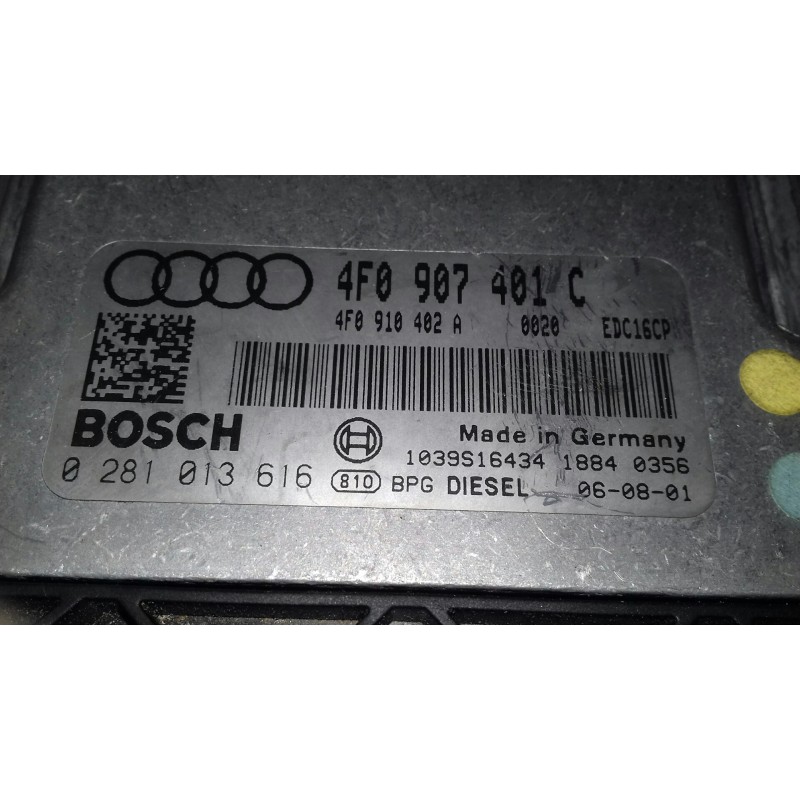 4F0 907 401 C
4F0 910 402 A 0020 EDC16CP
BOSCH
Made in Germany
1039S16434 1884 0356
0 281 013 616 810 BPG DIESEL 06-08-01